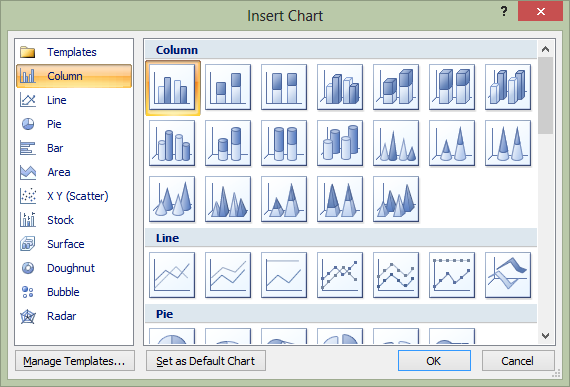 Insert Chart
?
Templates
Column
Line
Pie
Bar
Area
X Y (Scatter)
Stock
Surface
Doughnut
Bubble
Radar
Column
Line
Pie
Manage Templates...
Set as Default Chart
OK
Cancel